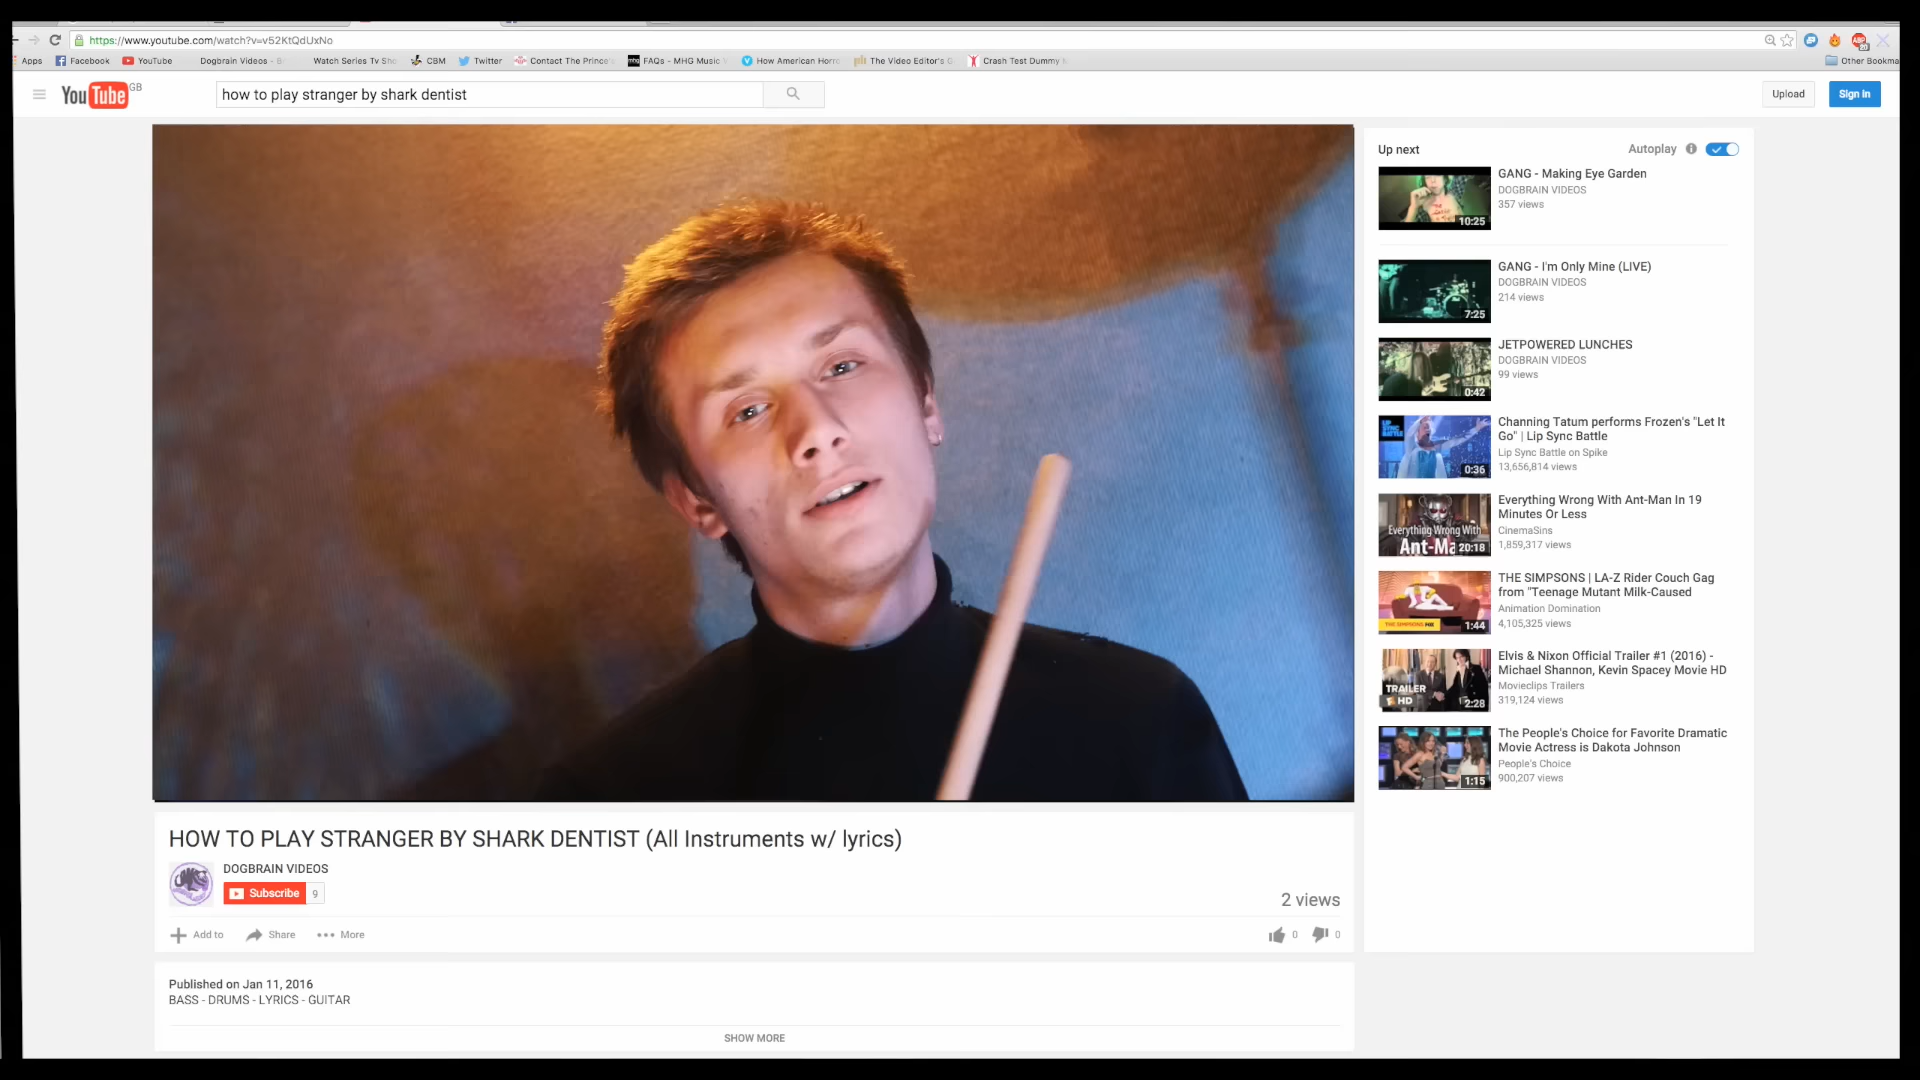 https://www.youtube.com/watch?v=v52KtQdUxNo
Apps
Facebook
YouTube
Dogbrain Videos -
Watch Series Tv Sho
CBM
Twitter
Contact The Prince's
mhg
FAQs - MHG Music
How American Horro
The Video Editor's G
Crash Test Dummy
Other Bookma
YouTube GB
how to play stranger by shark dentist
Upload
Sign in
Up next
Autoplay
GANG - Making Eye Garden
DOGBRAIN VIDEOS
357 views
10:25
GANG - I'm Only Mine (LIVE)
DOGBRAIN VIDEOS
214 views
7:25
JETPOWERED LUNCHES
DOGBRAIN VIDEOS
99 views
0:42
Channing Tatum performs Frozen's "Let It
Go" | Lip Sync Battle
Lip Sync Battle on Spike
13,656,814 views
LIP
SYNC
BATTLE
0:36
Everything Wrong With Ant-Man In 19
Minutes Or Less
CinemaSins
1,859,317 views
Everything Wrong With
Ant-Ma
20:18
THE SIMPSONS | LA-Z Rider Couch Gag
from "Teenage Mutant Milk-Caused
Animation Domination
4,105,325 views
THE SIMPSONS FOX
1:44
Elvis & Nixon Official Trailer #1 (2016) -
Michael Shannon, Kevin Spacey Movie HD
Movieclips Trailers
319,124 views
TRAILER
HD
2:28
The People's Choice for Favorite Dramatic
Movie Actress is Dakota Johnson
People's Choice
900,207 views
1:15
HOW TO PLAY STRANGER BY SHARK DENTIST (All Instruments w/ lyrics)
DOGBRAIN VIDEOS
Subscribe 9
2 views
Add to
Share
More
0
0
Published on Jan 11, 2016
BASS - DRUMS - LYRICS - GUITAR
SHOW MORE